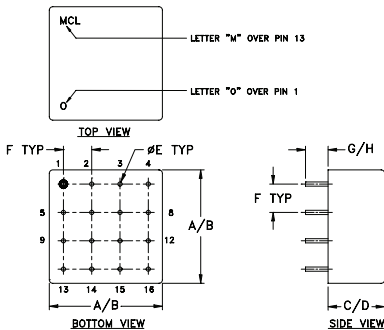 MCL
LETTER "M" OVER PIN 13
O
LETTER "O" OVER PIN 1
TOP VIEW
F TYP
øE TYP
G/H
1 2 3 4
F TYP
5 8
A/B
9 12
13 14 15 16
A/B
C/D
BOTTOM VIEW
SIDE VIEW